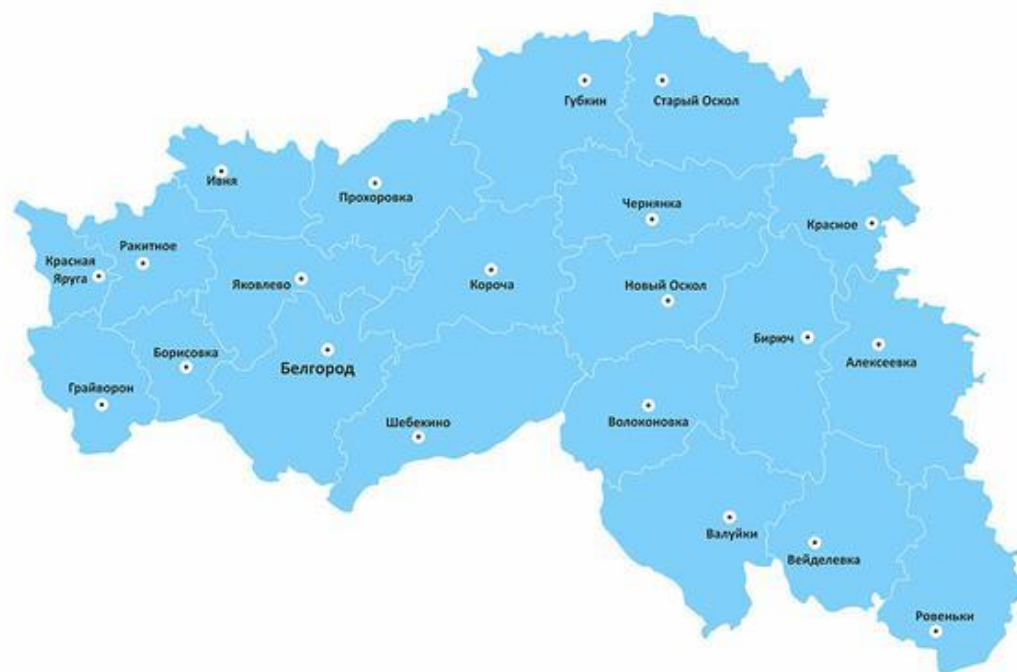 Губкин
Старый Оскол
Ивня
Прохоровка
Чернянка
Красное
Ракитное
Красная
Яруга
Яковлево
Короча
Новый Оскол
Бирюч
Борисовка
Белгород
Алексеевка
Грайворон
Шебекино
Волоконовка
Валуйки
Вейделевка
Ровеньки